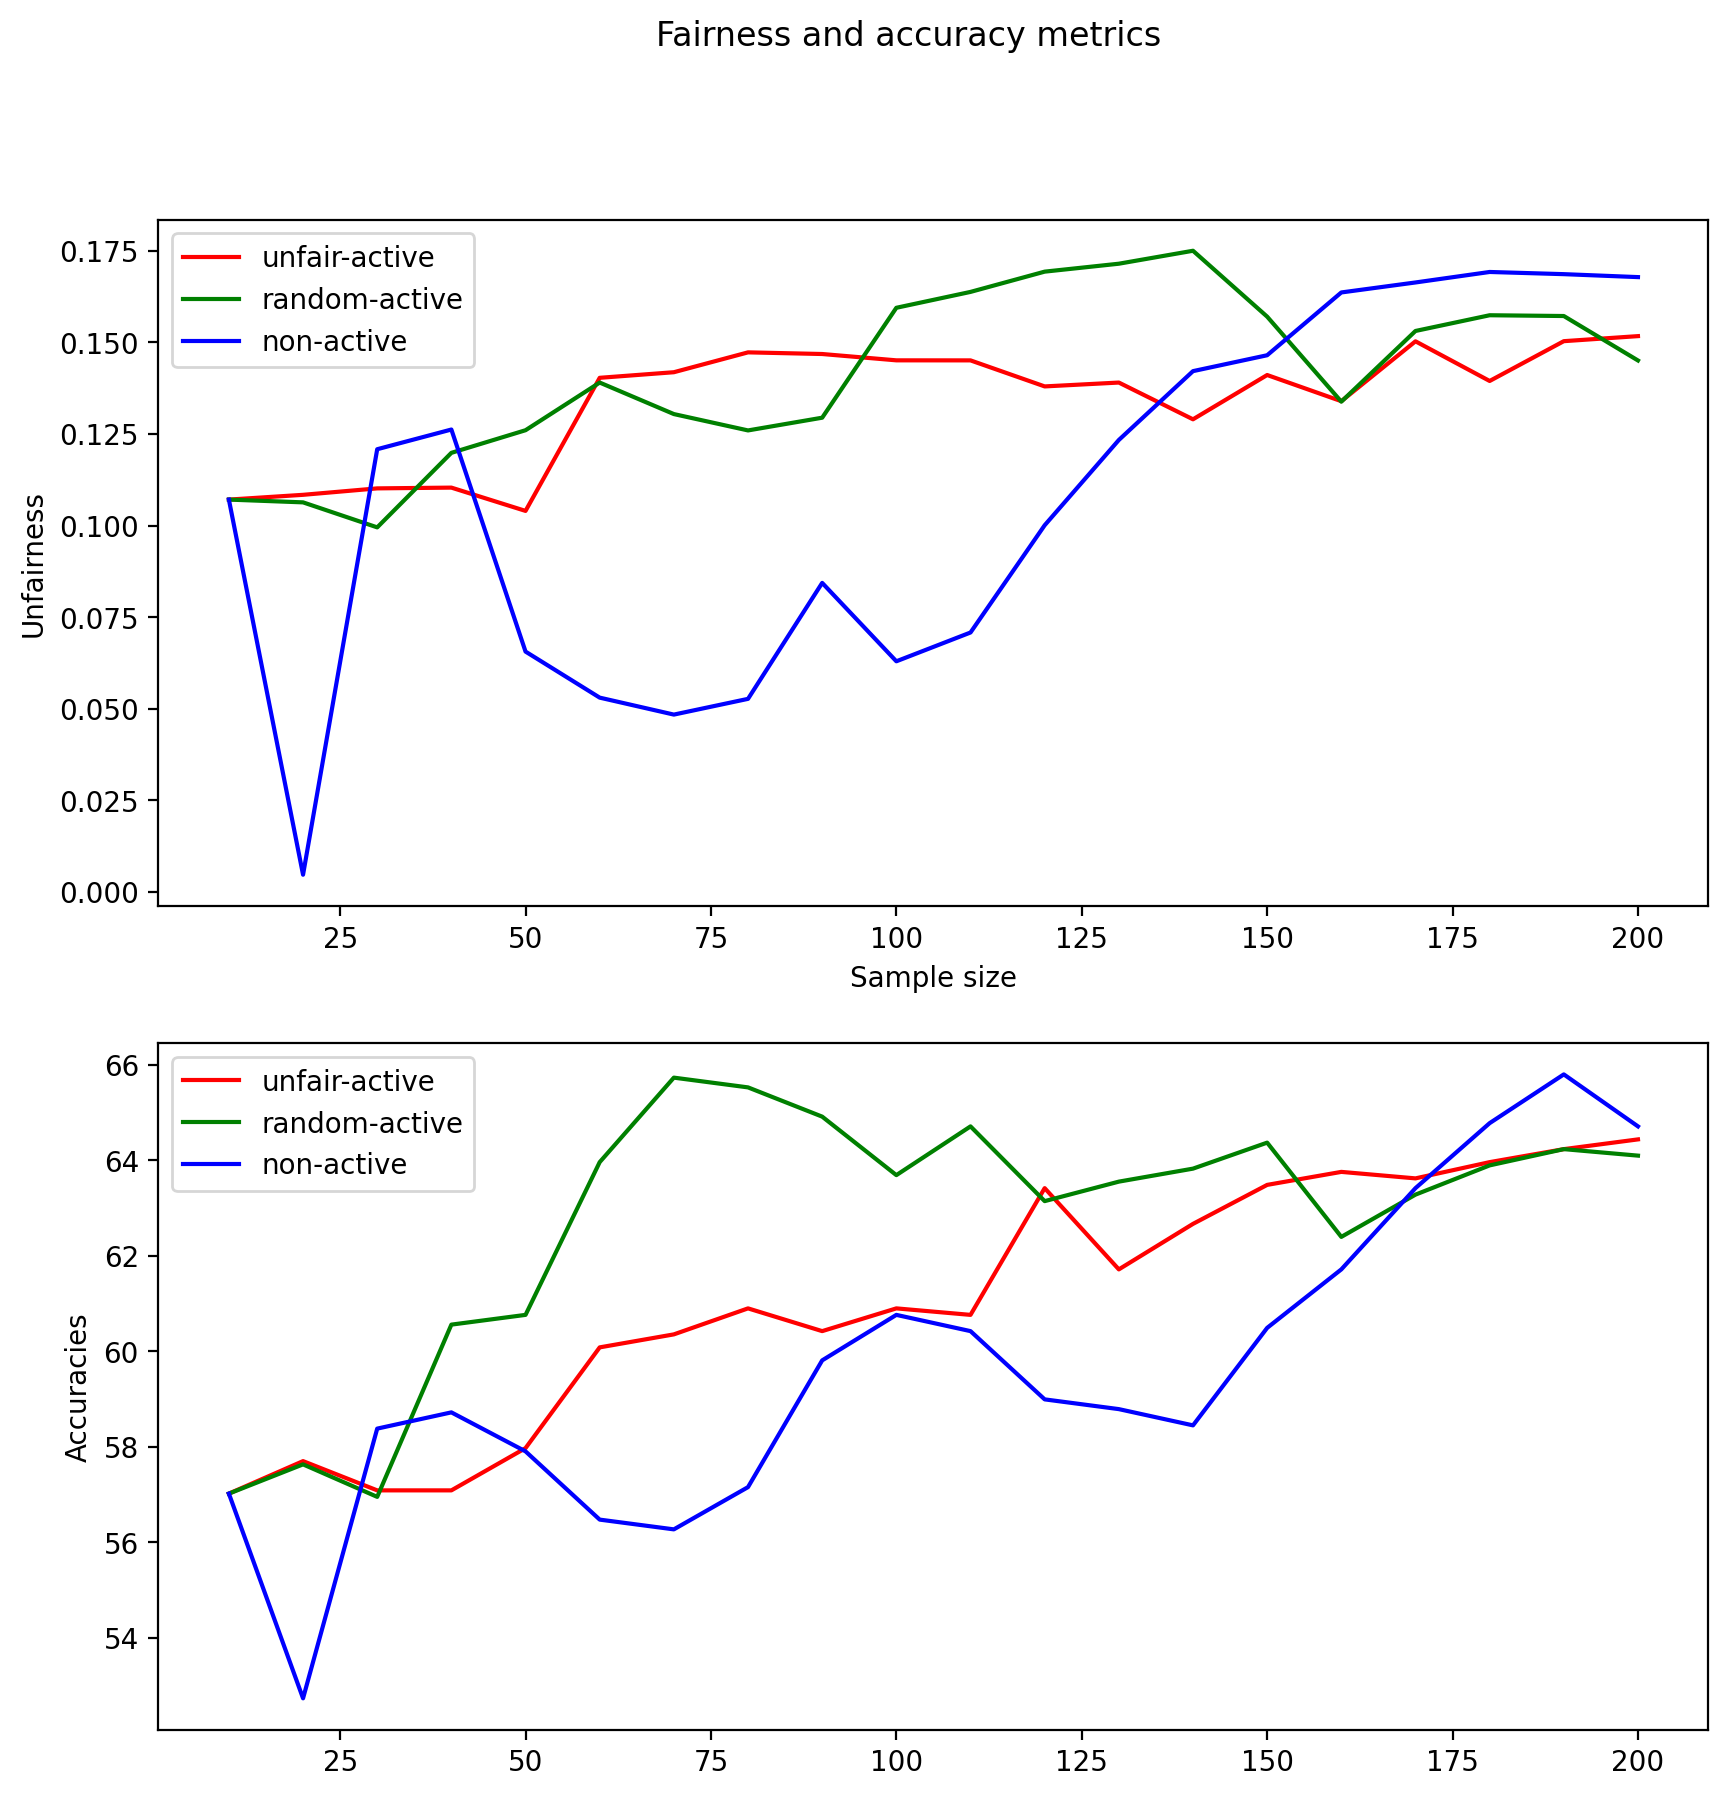 Fairness and accuracy metrics
unfair-active
random-active
non-active
0.175
0.150
0.125
0.100
0.075
0.050
0.025
0.000
Unfairness
25 50 75 100 125 150 175 200
Sample size
unfair-active
random-active
non-active
66
64
62
60
58
56
54
Accuracies
25 50 75 100 125 150 175 200